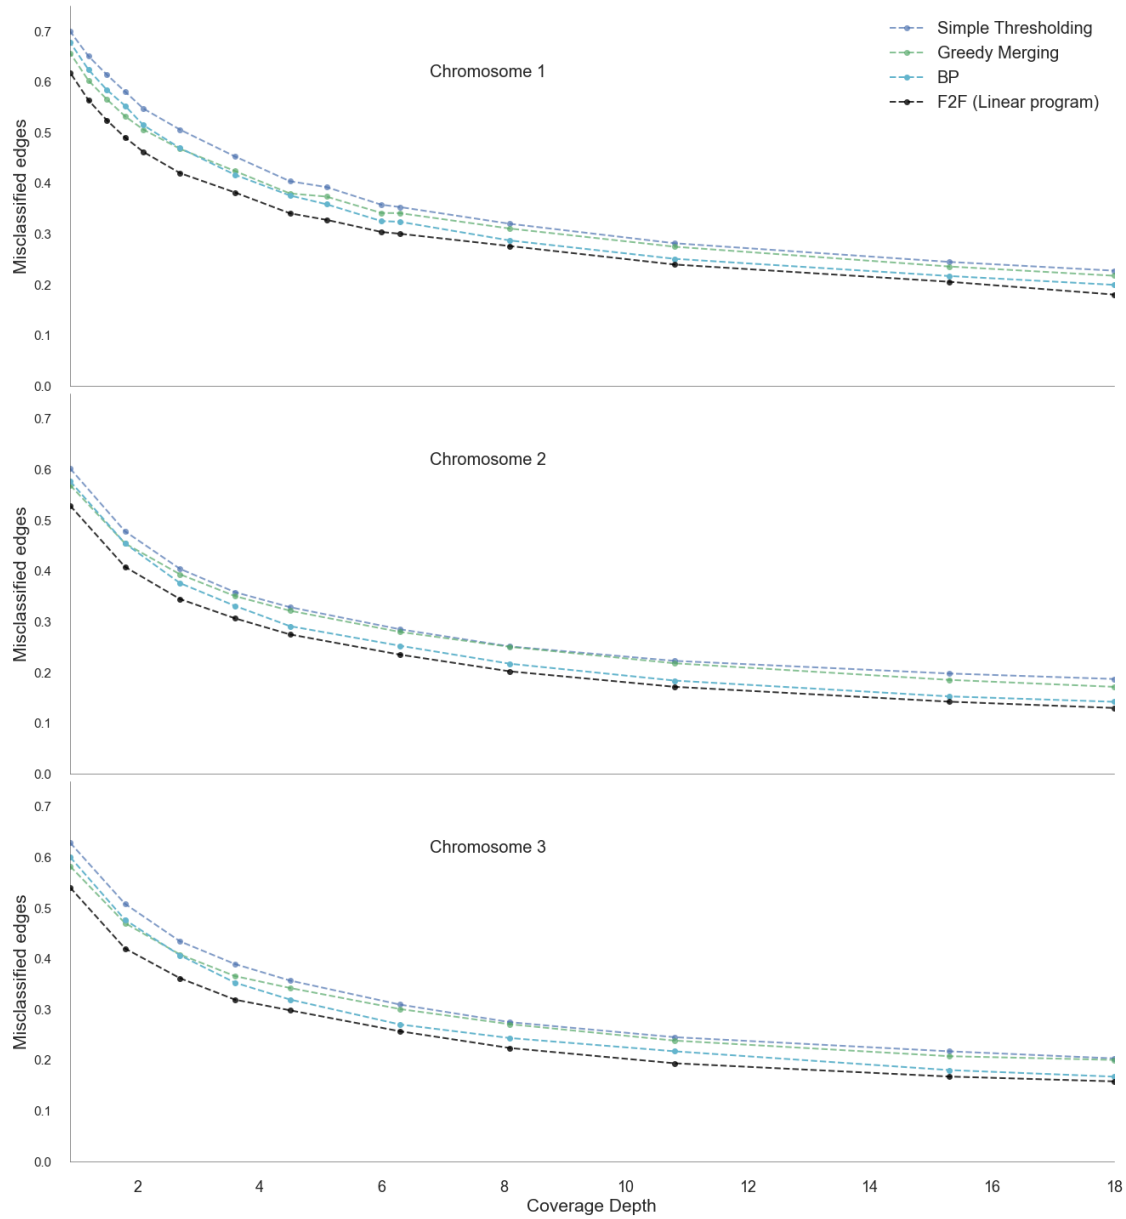 Simple Thresholding
Greedy Merging
BP
F2F (Linear program)
Chromosome 1
Misclassified edges
0.7
0.6
0.5
0.4
0.3
0.2
0.1
0.0
Chromosome 2
Misclassified edges
0.7
0.6
0.5
0.4
0.3
0.2
0.1
0.0
Chromosome 3
Misclassified edges
0.7
0.6
0.5
0.4
0.3
0.2
0.1
0.0
2 4 6 8 10 12 14 16 18
Coverage Depth